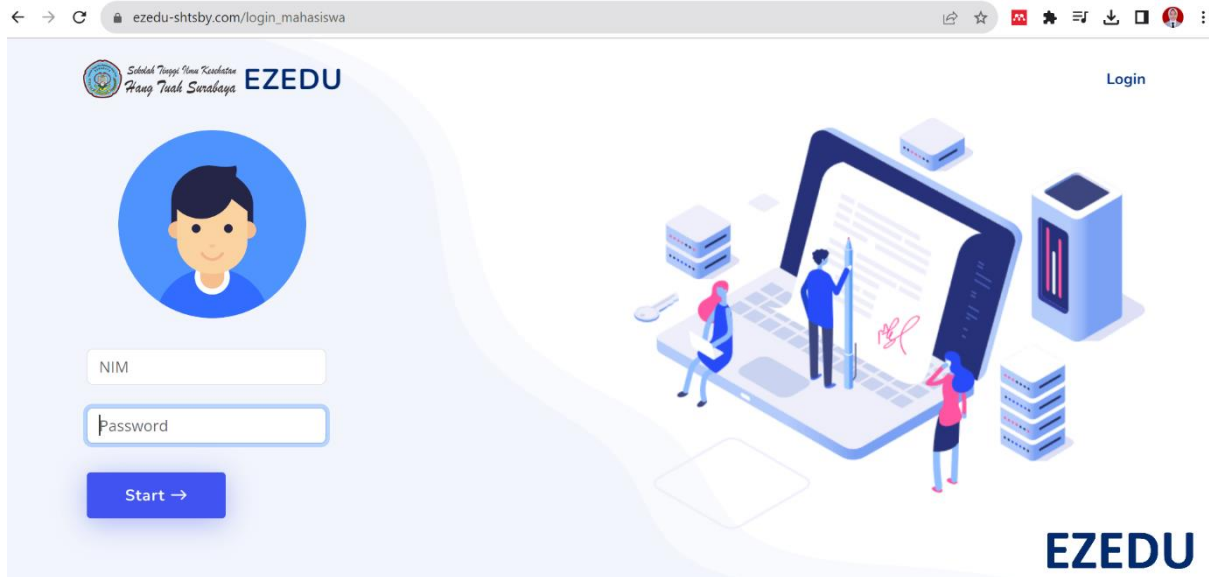 ezedu-shtsby.com/login_mahasiswa
Sekolah Tinggi Ilmu Kesehatan
Hang Tuah Surabaya
EZEDU
Login
NIM
Password
Start →
EZEDU